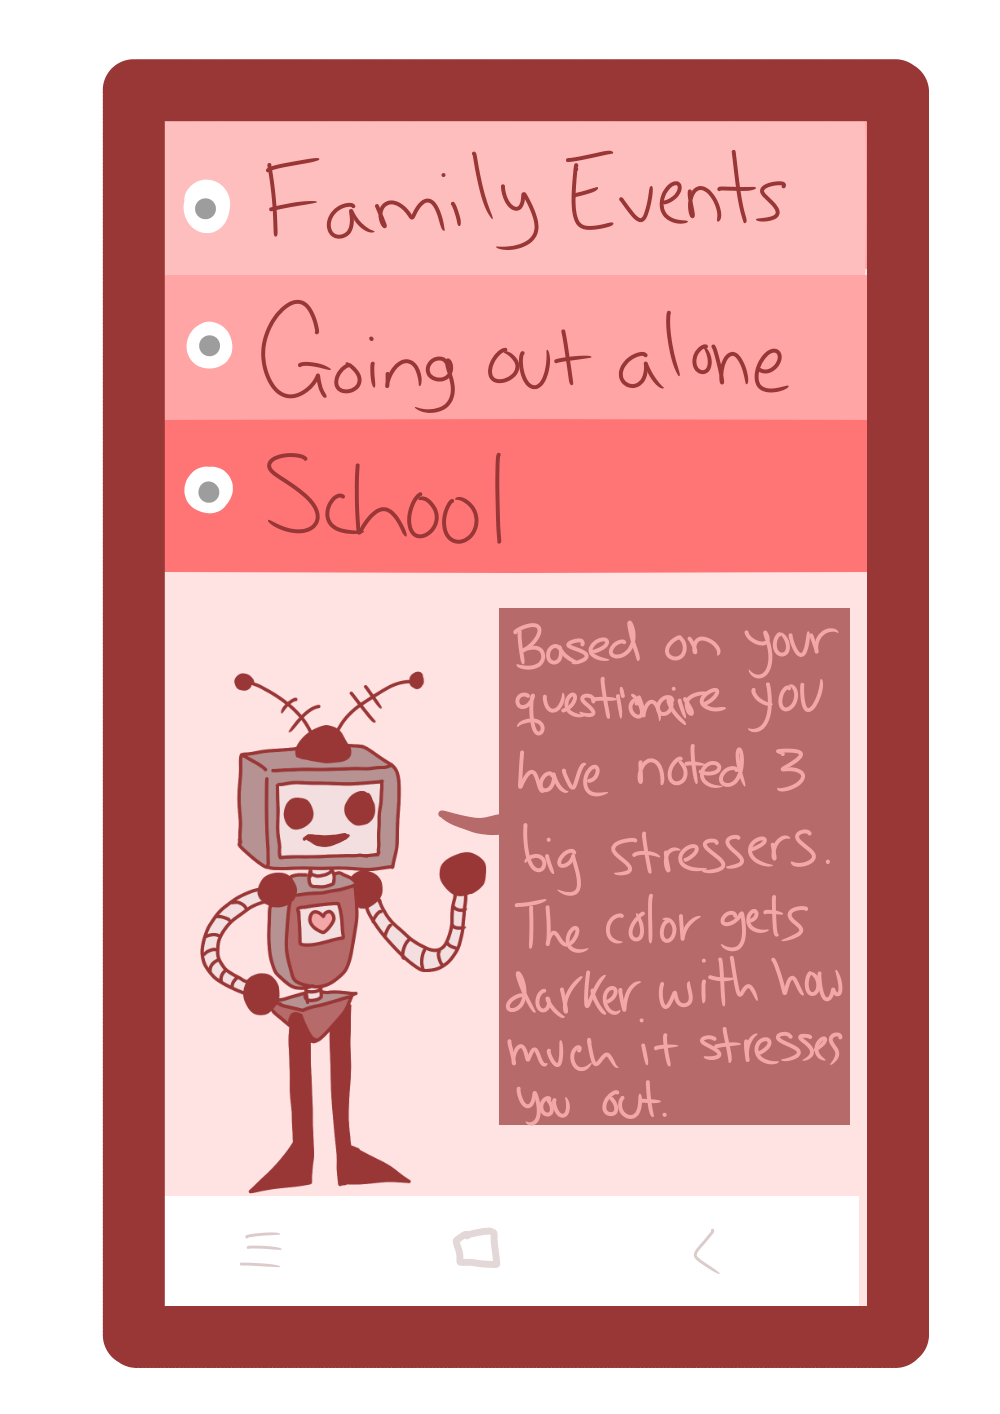 Family Events
Going out alone
School
Based on your
questionaire you
have noted 3
big stressers.
The color gets
darker with how
much it stresses
you out.